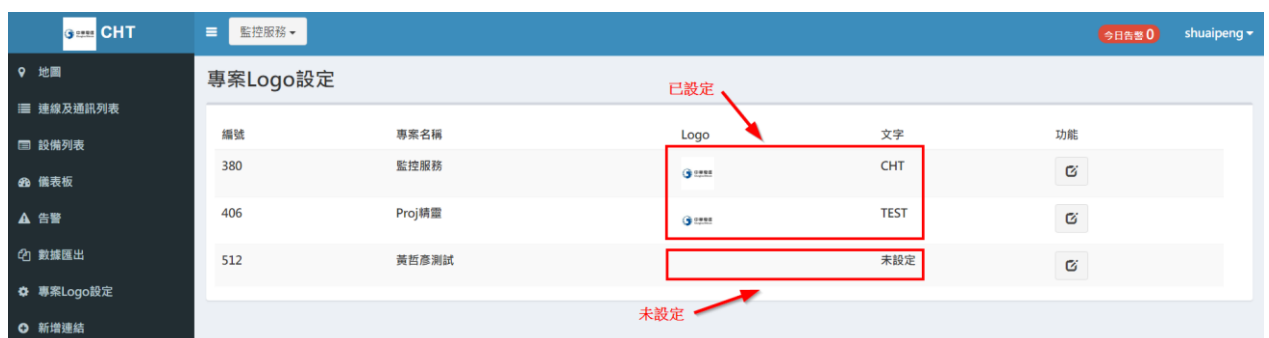 CHT
監控服務
今日告警 0
shuaipeng
地圖
專案Logo設定
已設定
連線及通訊列表
編號 專案名稱 Logo 文字 功能
設備列表
380 監控服務 CHT
儀表板
告警
406 Proj精靈 TEST
數據匯出
512 黃哲彥測試 未設定
專案Logo設定
未設定
新增連結